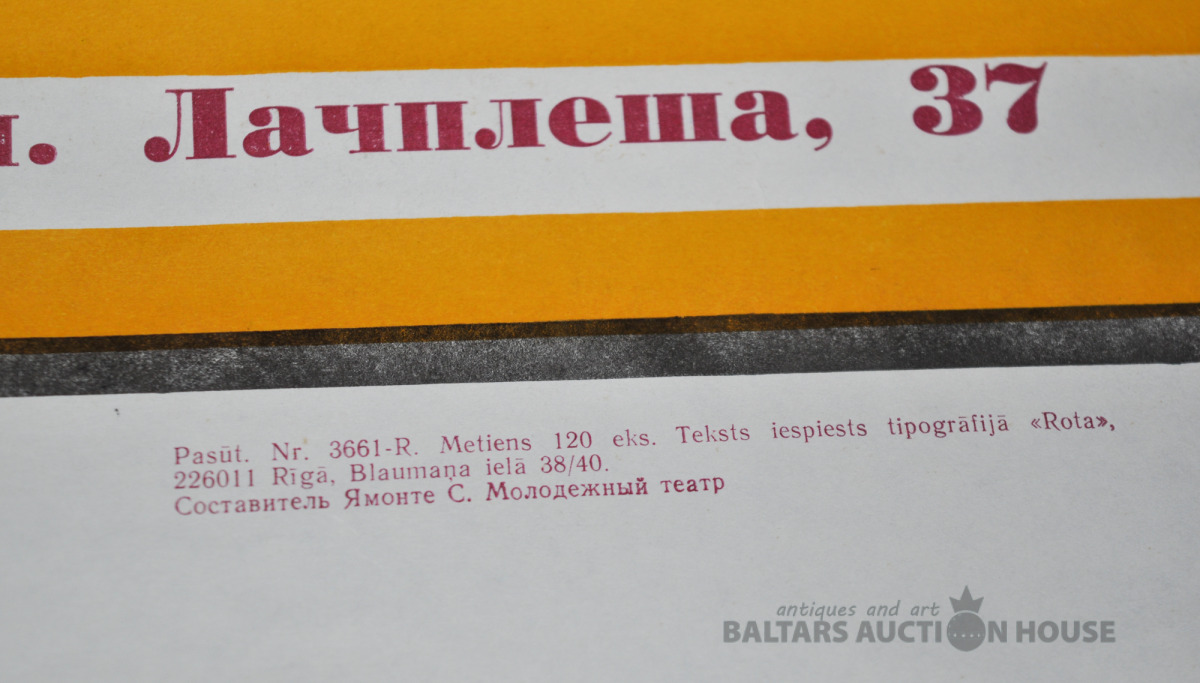 л. Лачплеша, 37
Pasūt. Nr. 3661-R. Metiens 120 eks. Teksts iespiests tipogrāfijā «Rota»,
226011 Rīgā, Blaumaņa ielā 38/40.
Составитель Ямонте С. Молодежный театр
antiques and art
BALTARS AUCTION HOUSE